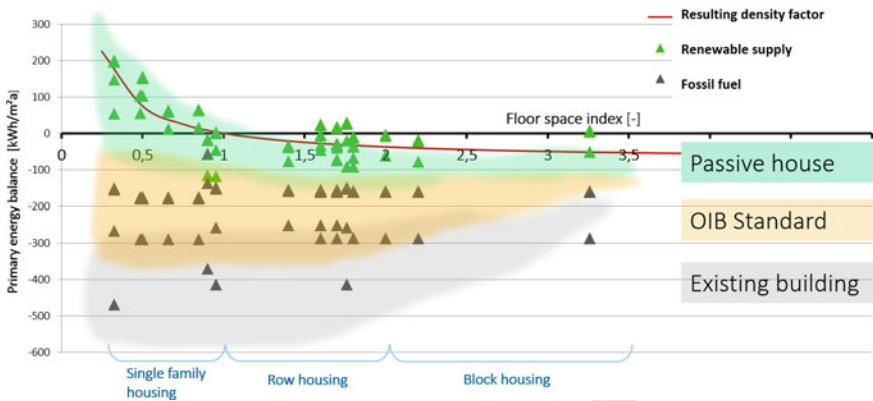 Resulting density factor
Renewable supply
Fossil fuel
Primary energy balance [kWh/m²a]
300
200
100
0
-100
-200
-300
-400
-500
-600
Floor space index [-]
0 0,5 1 1,5 2 2,5 3 3,5
Passive house
OIB Standard
Existing building
Single family
housing
Row housing
Block housing